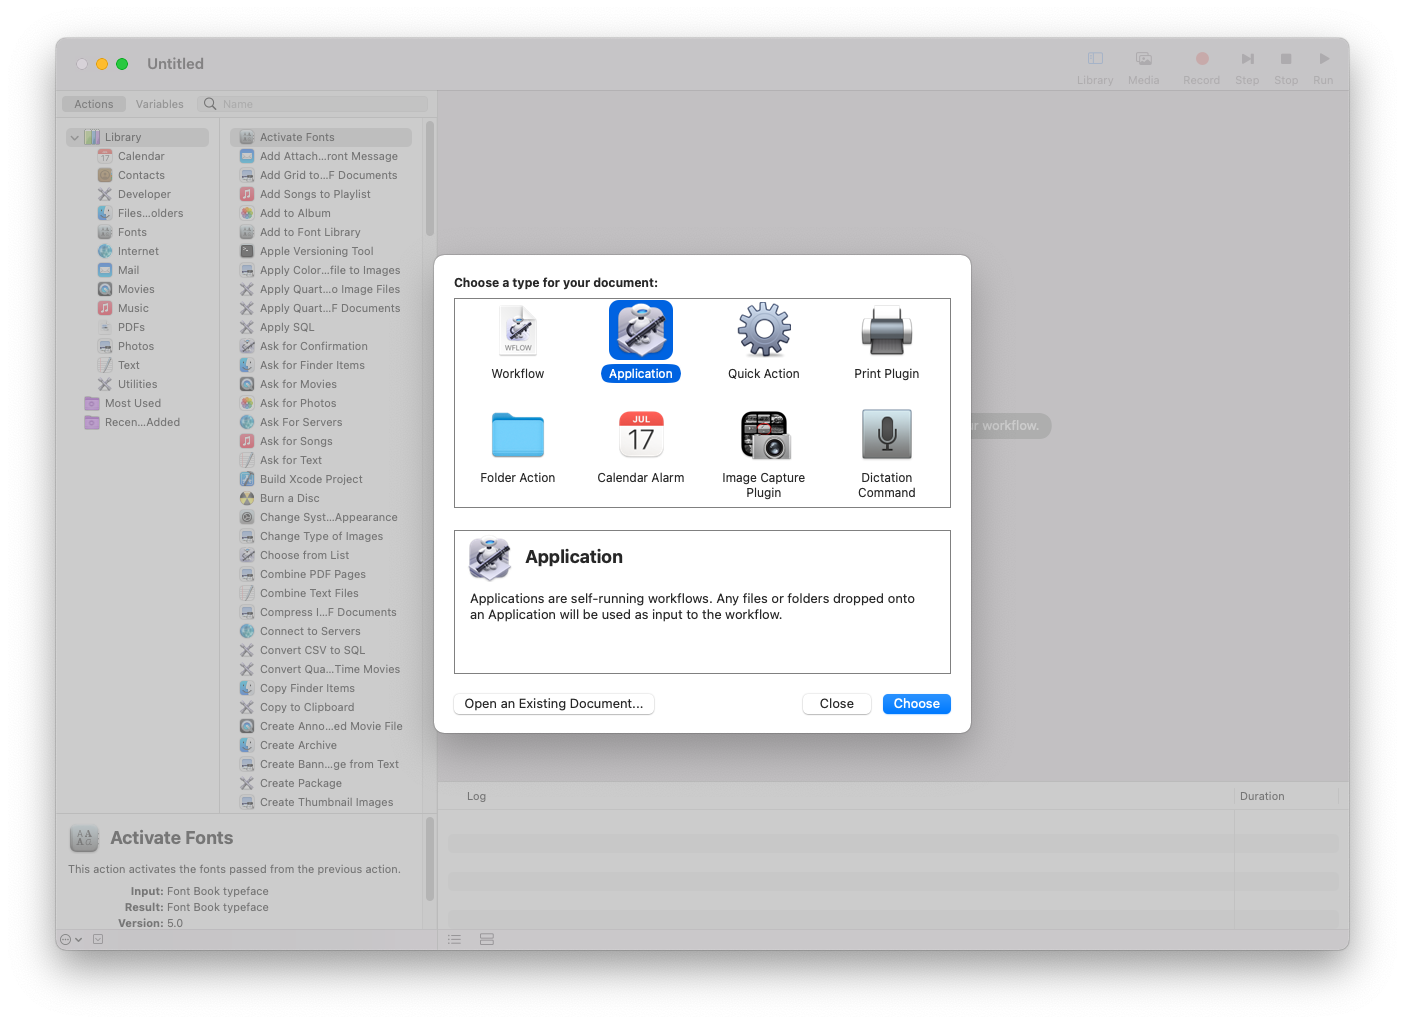 Untitled
Library
Media
Record
Step
Stop
Run
Actions
Variables
Name
Library
Calendar
Contacts
Developer
Files...olders
Fonts
Internet
Mail
Movies
Music
PDFs
Photos
Text
Utilities
Most Used
Recen...Added
Activate Fonts
Add Attach...ront Message
Add Grid to...F Documents
Add Songs to Playlist
Add to Album
Add to Font Library
Apple Versioning Tool
Apply Color...file to Images
Apply Quart...o Image Files
Apply Quart...F Documents
Apply SQL
Ask for Confirmation
Ask for Finder Items
Ask for Movies
Ask for Photos
Ask For Servers
Ask for Songs
Ask for Text
Build Xcode Project
Burn a Disc
Change Syst...Appearance
Change Type of Images
Choose from List
Combine PDF Pages
Combine Text Files
Compress I...F Documents
Connect to Servers
Convert CSV to SQL
Convert Qua...Time Movies
Copy Finder Items
Copy to Clipboard
Create Anno...ed Movie File
Create Archive
Create Bann...ge from Text
Create Package
Create Thumbnail Images
Activate Fonts
This action activates the fonts passed from the previous action.
Input: Font Book typeface
Result: Font Book typeface
Version: 5.0
Choose a type for your document:
WFLOW
Workflow
Application
Quick Action
Print Plugin
Folder Action
JUL
17
Calendar Alarm
Image Capture
Plugin
Dictation
Command
Application
Applications are self-running workflows. Any files or folders dropped onto
an Application will be used as input to the workflow.
Open an Existing Document...
Close
Choose
workflow.
Log
Duration